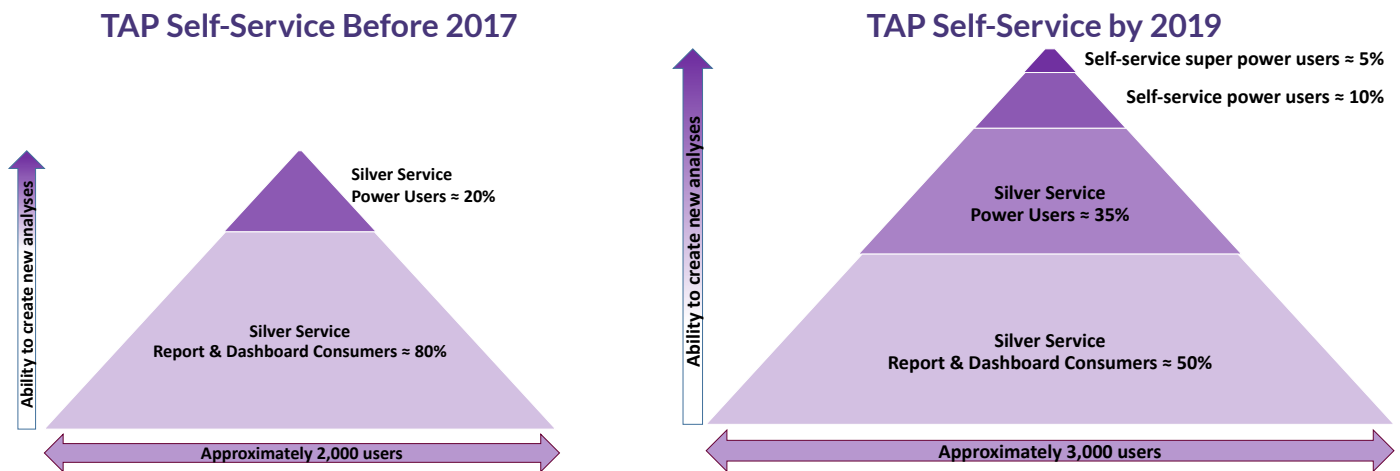 TAP Self-Service Before 2017
Ability to create new analyses
Silver Service
Power Users ≈ 20%
Silver Service
Report & Dashboard Consumers ≈ 80%
Approximately 2,000 users
TAP Self-Service by 2019
Ability to create new analyses
Self-service super power users ≈ 5%
Self-service power users ≈ 10%
Silver Service
Power Users ≈ 35%
Silver Service
Report & Dashboard Consumers ≈ 50%
Approximately 3,000 users